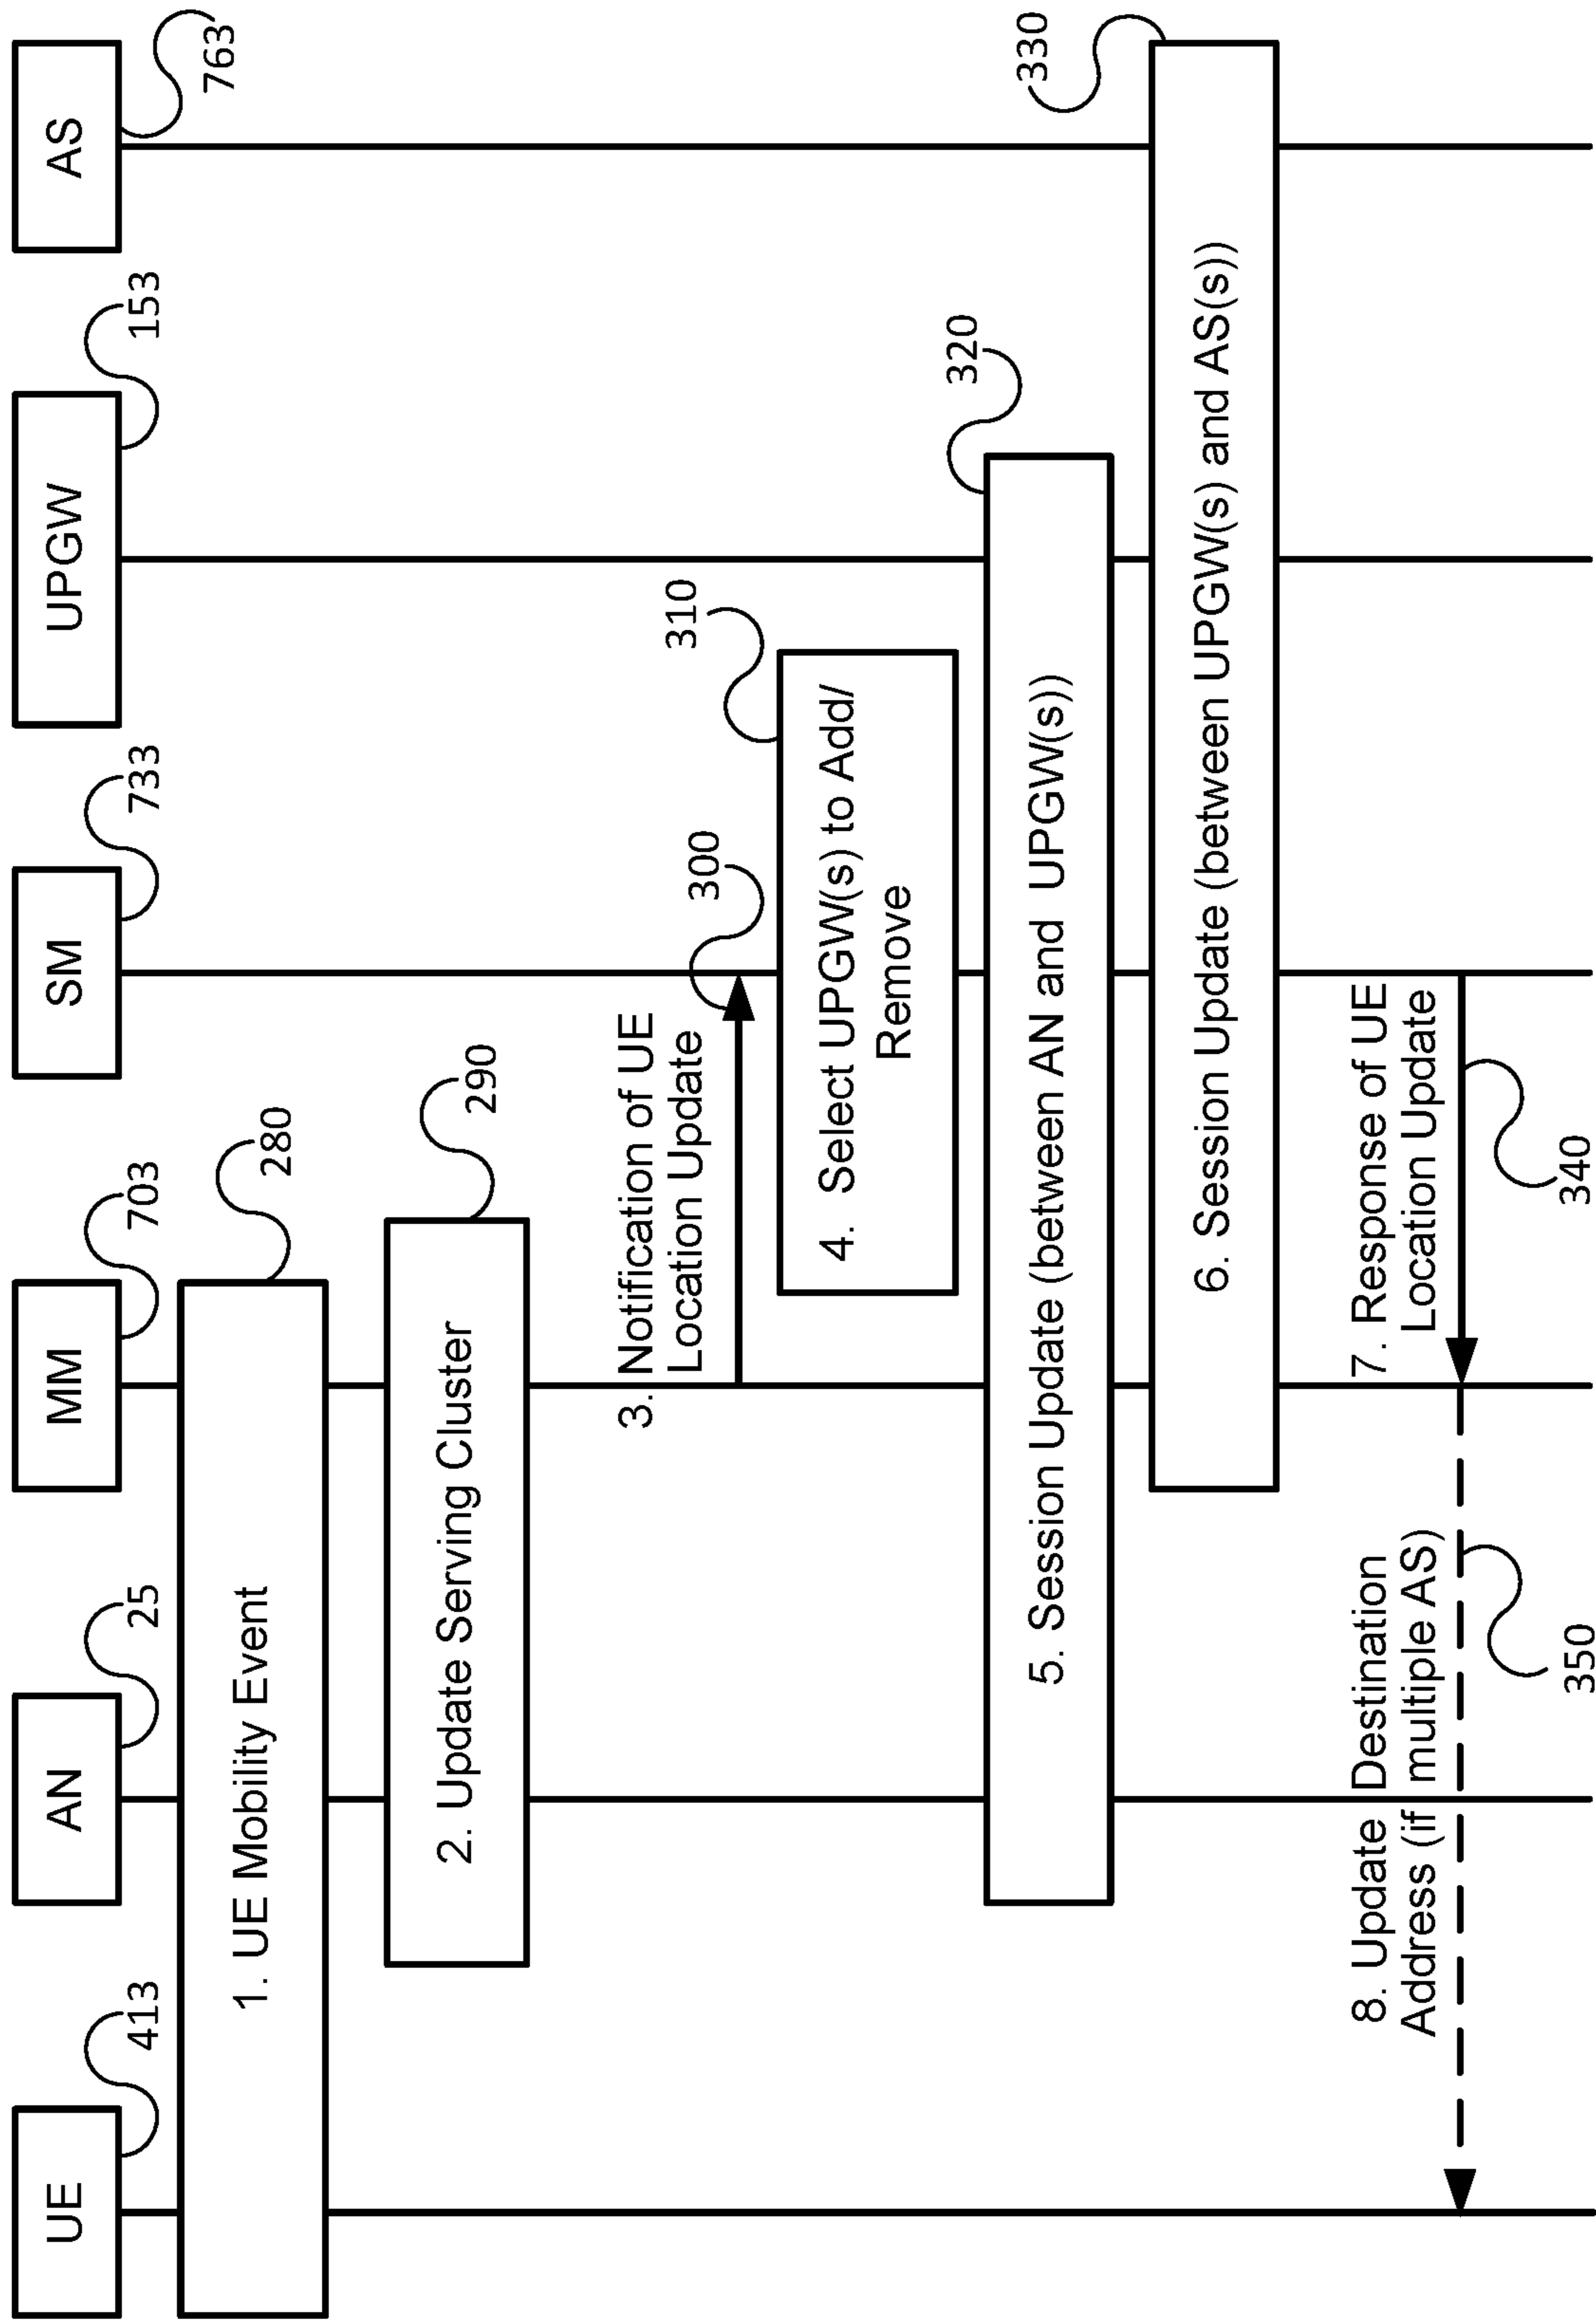 UE
AN
MM
SM
UPGW
AS
413
25
703
733
153
763
1. UE Mobility Event
280
2. Update Serving Cluster
290
3. Notification of UE
Location Update
300
4. Select UPGW(s) to Add/
Remove
310
5. Session Update (between AN and UPGW(s))
320
6. Session Update (between UPGW(s) and AS(s))
330
7. Response of UE
Location Update
340
8. Update Destination
Address (if multiple AS)
350